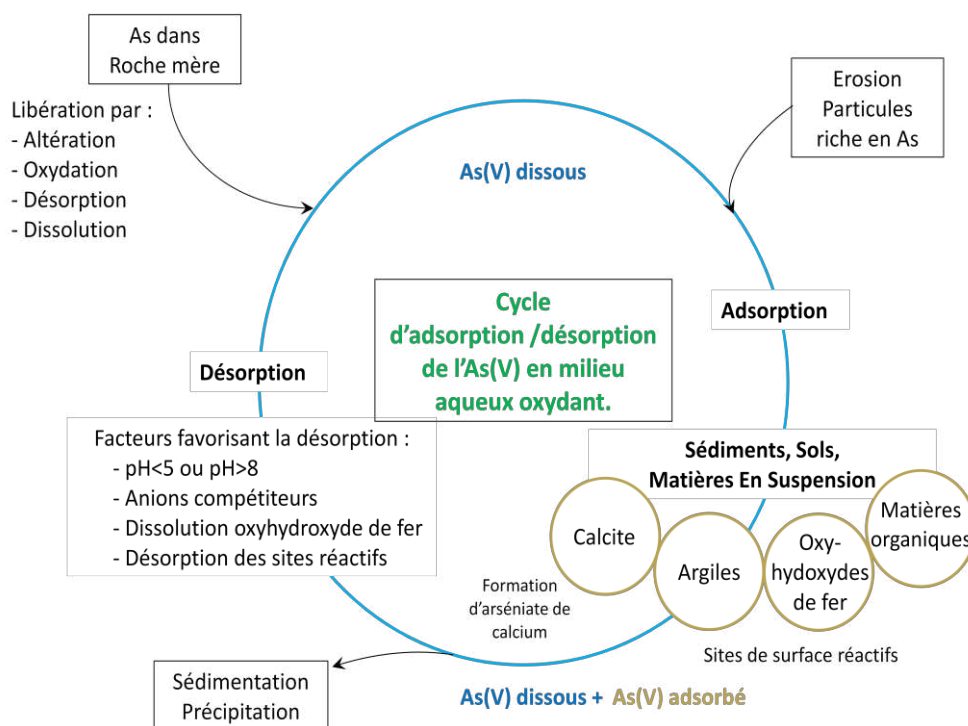 As dans
Roche mère
Libération par :
- Altération
- Oxydation
- Désorption
- Dissolution
Erosion
Particules
riche en As
As(V) dissous
Cycle
d'adsorption /désorption
de l'As(V) en milieu
aqueux oxydant.
Adsorption
Désorption
Facteurs favorisant la désorption :
- pH<5 ou pH>8
- Anions compétiteurs
- Dissolution oxyhydroxyde de fer
- Désorption des sites réactifs
Sédiments, Sols,
Matières En Suspension
Calcite
Argiles
Oxy-
hydoxydes
de fer
Matières
organiques
Formation
d'arséniate de
calcium
Sites de surface réactifs
Sédimentation
Précipitation
As(V) dissous + As(V) adsorbé